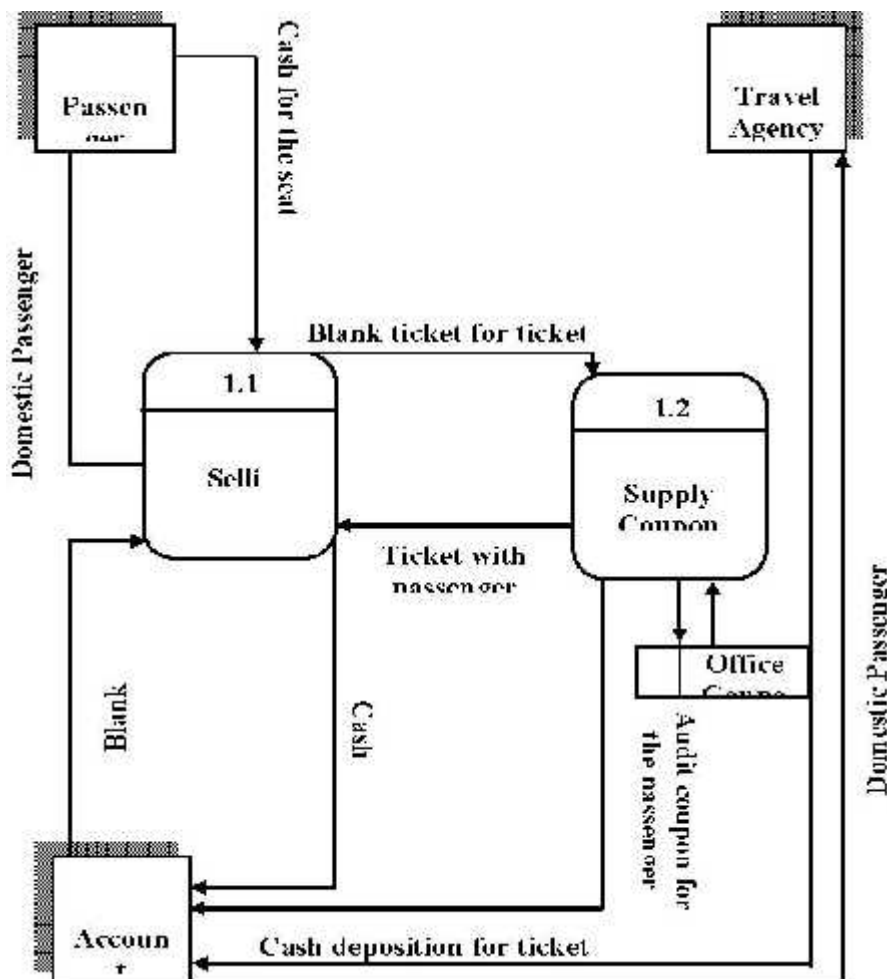 Passen
ger
Cash for the seat
Travel
Agency
Domestic Passenger
Blank ticket for ticket
1.1
Selli
1.2
Supply
Coupon
Ticket with
passenger
Office
Blank
Cash
Audit coupon for
the passenger
Domestic Passenger
Accoun
t
Cash deposition for ticket